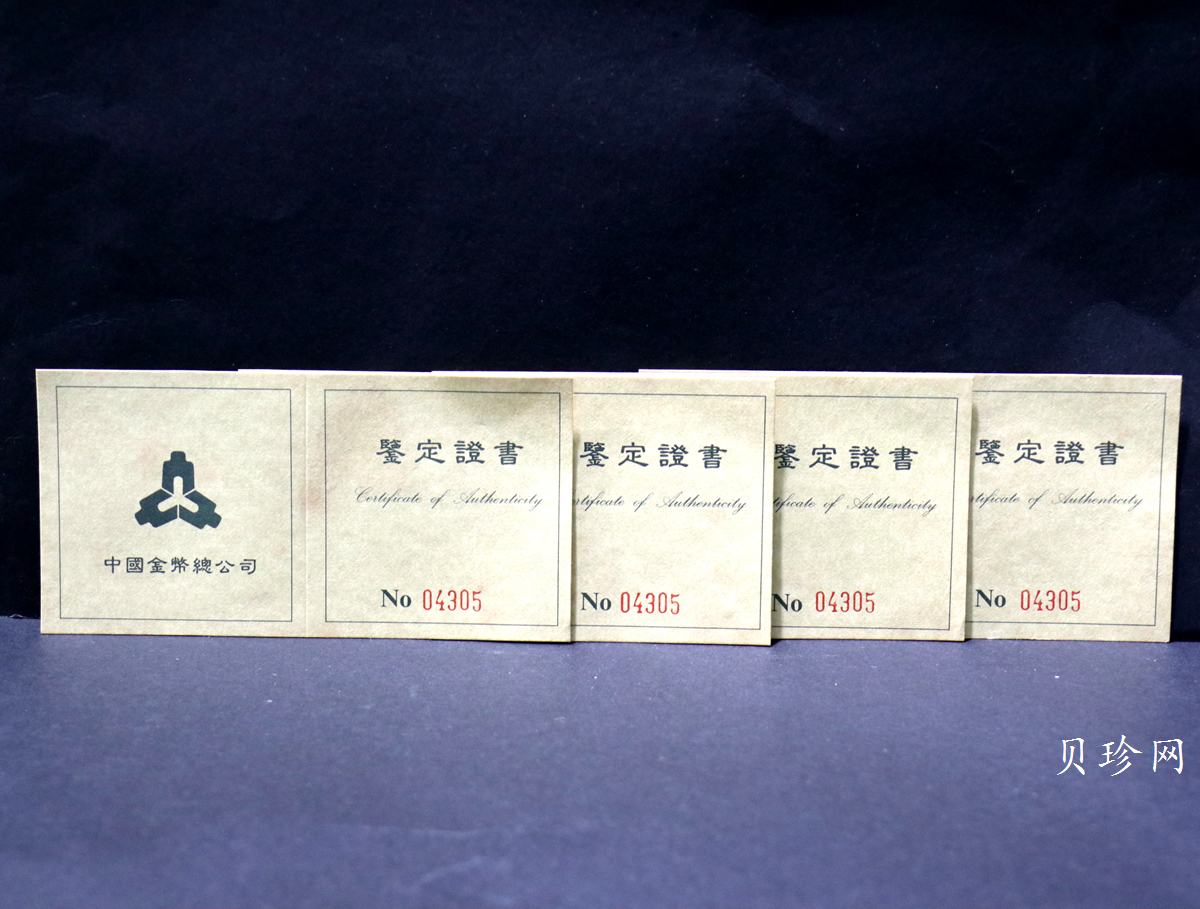 中國金幣總公司
鑒定證書
Certificate of Authenticity
No 04305
鑒定證書
rtificate of Authenticity
No 04305
鑒定證書
tificate of Authenticity
No 04305
鑒定證書
rtificate of Authenticity
No 04305
贝珍网